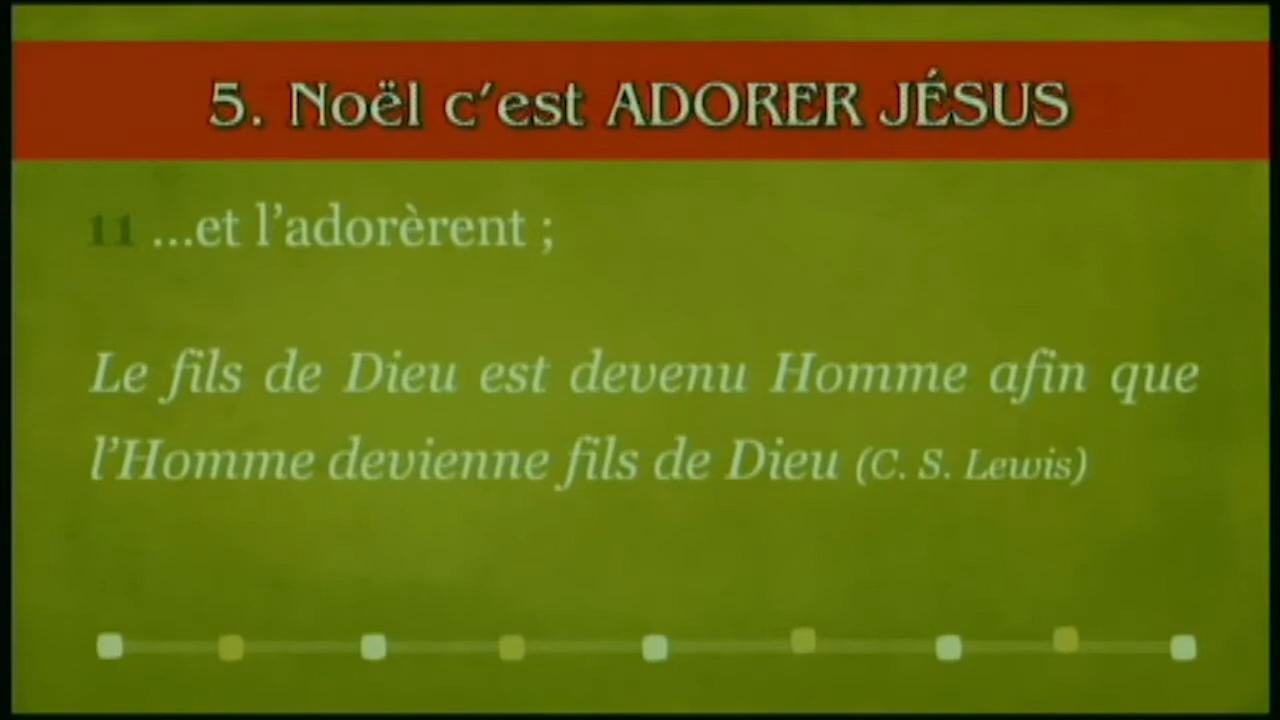 5. Noël c'est ADORER JÉSUS
11 ...et l'adorèrent ;
Le fils de Dieu est devenu Homme afin que
l'Homme devienne fils de Dieu (C. S. Lewis)